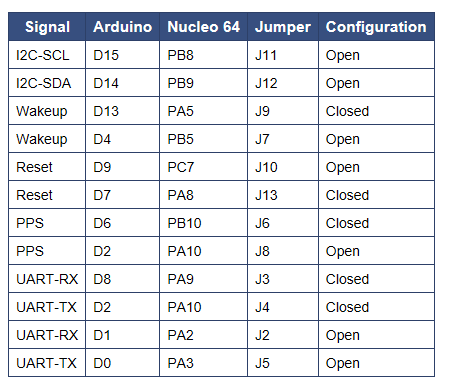 Signal Arduino Nucleo 64 Jumper Configuration
I2C-SCL D15 PB8 J11 Open
I2C-SDA D14 PB9 J12 Open
Wakeup D13 PA5 J9 Closed
Wakeup D4 PB5 J7 Open
Reset D9 PC7 J10 Open
Reset D7 PA8 J13 Closed
PPS D6 PB10 J6 Closed
PPS D2 PA10 J8 Open
UART-RX D8 PA9 J3 Closed
UART-TX D2 PA10 J4 Closed
UART-RX D1 PA2 J2 Open
UART-TX D0 PA3 J5 Open